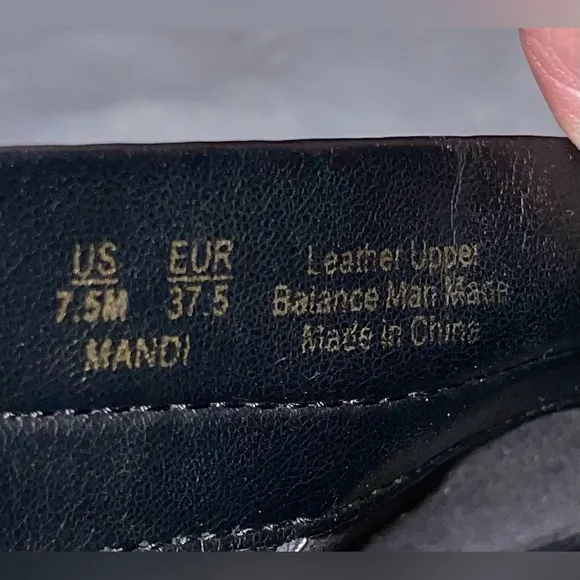 US EUR
7.5M 37.5
MANDI
Leather Upper
Balance Man Made
Made in China